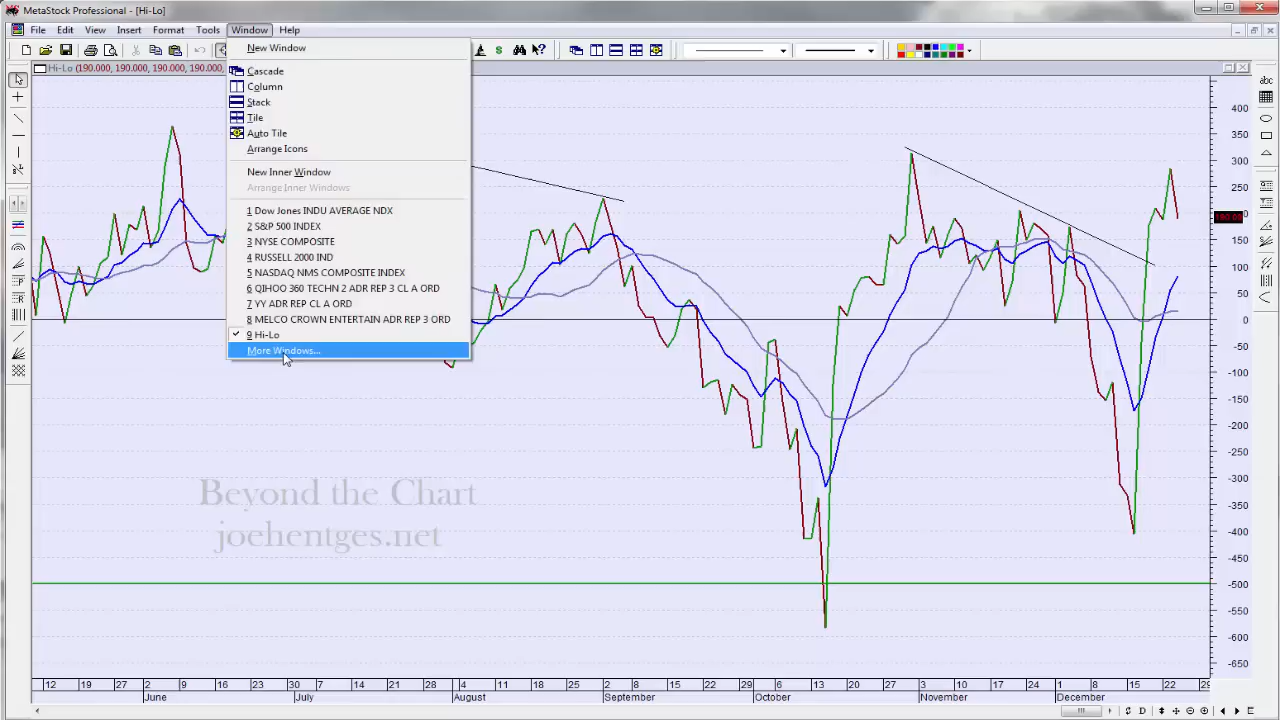 MetaStock Professional - [Hi-Lo]
File Edit View Insert Format Tools Window Help
Hi-Lo (190.000, 190.000, 190.000, 190.000,
New Window
Cascade
Column
Stack
Tile
Auto Tile
Arrange Icons
New Inner Window
Arrange Inner Windows
1 Dow Jones INDU AVERAGE NDX
2 S&P 500 INDEX
3 NYSE COMPOSITE
4 RUSSELL 2000 IND
5 NASDAQ NMS COMPOSITE INDEX
6 QIHOO 360 TECHN 2 ADR REP 3 CL A ORD
7 YY ADR REP CL A ORD
8 MELCO CROWN ENTERTAIN ADR REP 3 ORD
9 Hi-Lo
More Windows...
abc
400
350
300
250
190.00
150
100
50
0
-50
-100
-150
-200
-250
-300
-350
-400
-450
-500
-550
-600
-650
Beyond the Chart
joehentges.net
12 19 27 2 9 16 23 30 7 14 21 28 4 11 18 25 2 8 15 22 29 6 13 20 27 3 10 17 24 1 8 15 22 29
June July August September October November December